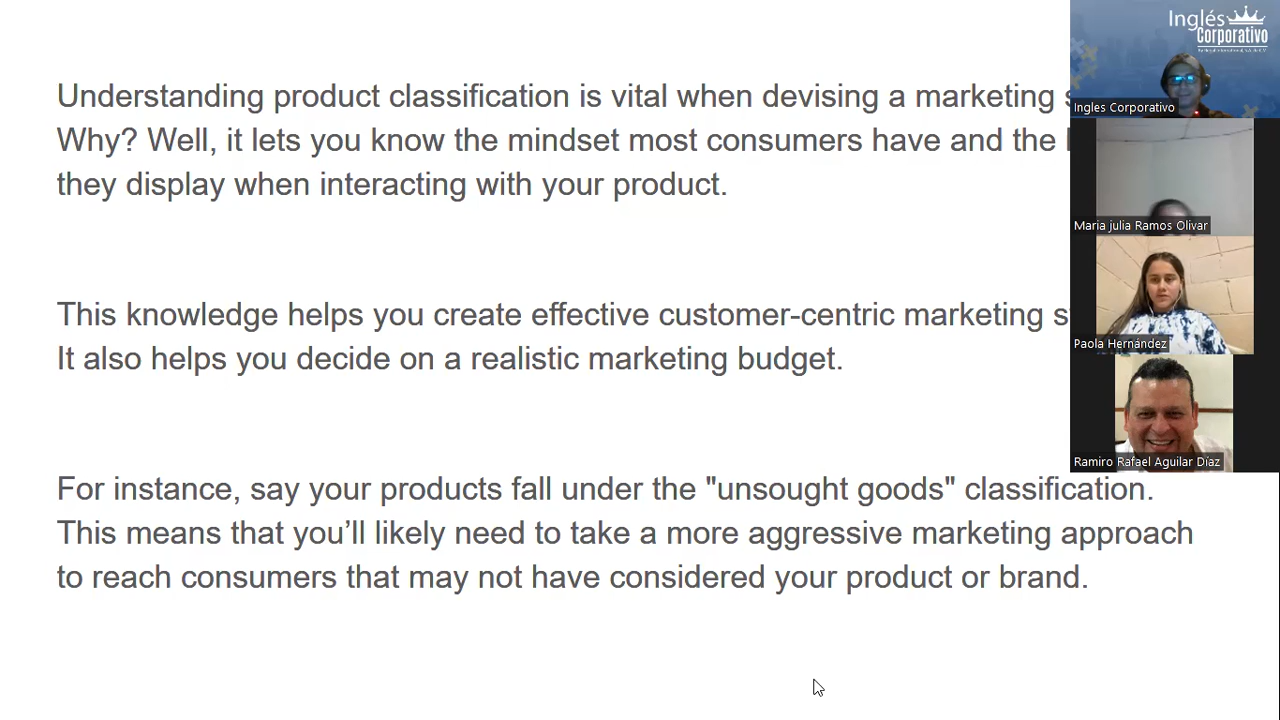 Understanding product classification is vital when devising a marketing
Why? Well, it lets you know the mindset most consumers have and the
they display when interacting with your product.
This knowledge helps you create effective customer-centric marketing
It also helps you decide on a realistic marketing budget.
For instance, say your products fall under the "unsought goods" classification.
This means that you’ll likely need to take a more aggressive marketing approach
to reach consumers that may not have considered your product or brand.
Inglés
Corporativo
Ingles Corporativo
Maria julia Ramos Olivar
Paola Hernández
Ramiro Rafael Aguilar Díaz